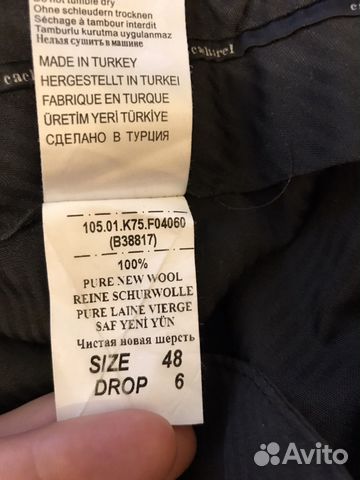 Do not tumble dry
Ohne schleudern trocknen
Séchage à tambour interdit
Tamburlu kurutma uygulanmaz
Нельзя сушить в машине
cacharel
MADE IN TURKEY
HERGESTELLT IN TURKEI
FABRIQUE EN TURQUE
ÜRETİM YERİ TÜRKİYE
СДЕЛАНО В ТУРЦИЯ
105.01.K75.F04060
(B38817)
100%
PURE NEW WOOL
REINE SCHURWOLLE
PURE LAINE VIERGE
SAF YENİ YÜN
Чистая новая шерсть
SIZE 48
DROP 6
Avito